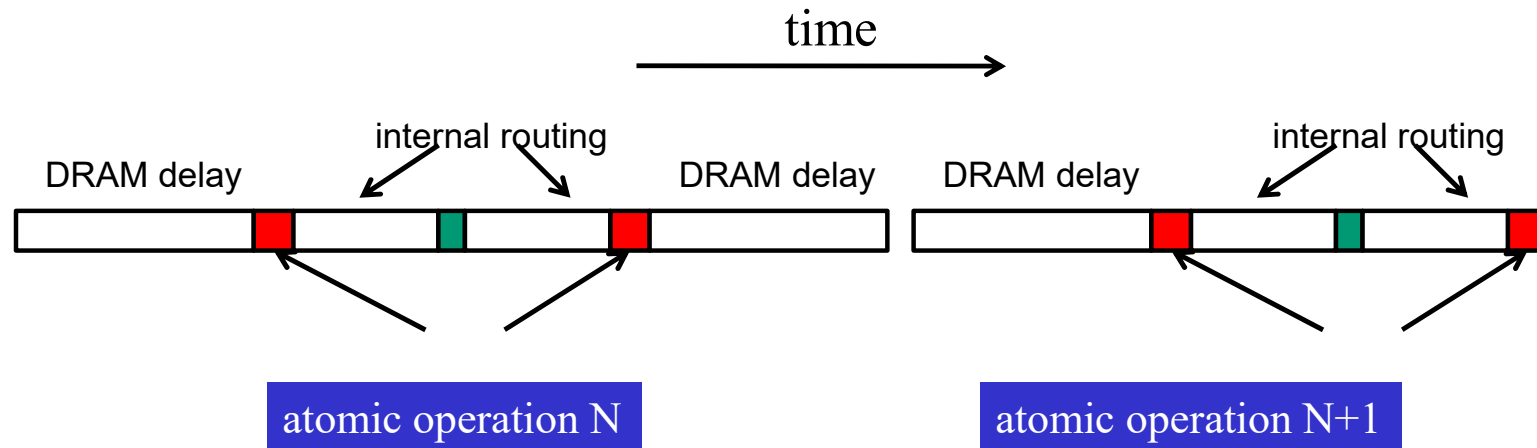 time
internal routing
internal routing
DRAM delay
DRAM delay
DRAM delay
atomic operation N
atomic operation N+1